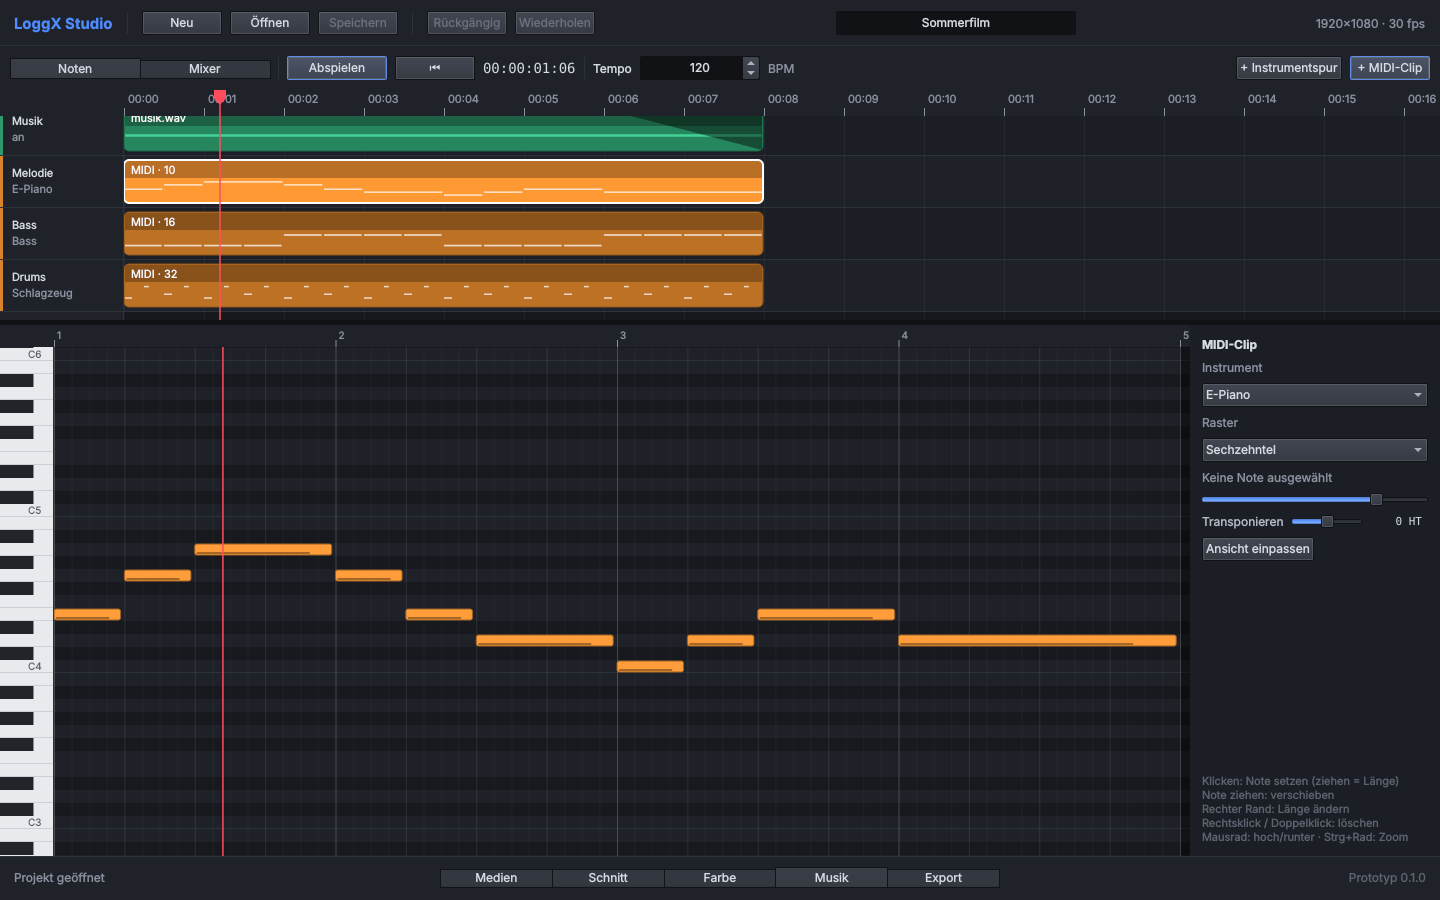 LoggX Studio Neu Öffnen Speichern Rückgängig Wiederholen Sommerfilm 1920×1080 · 30 fps
Noten Mixer Abspielen 00:00:01:06 Tempo 120 BPM + Instrumentspur + MIDI-Clip
00:00 00:01 00:02 00:03 00:04 00:05 00:06 00:07 00:08 00:09 00:10 00:11 00:12 00:13 00:14 00:15 00:16
Musik musik.wav
an
Melodie MIDI · 10
E-Piano
Bass MIDI · 16
Bass
Drums MIDI · 32
Schlagzeug
1 2 3 4 5
C6
C5
C4
C3
MIDI-Clip
Instrument
E-Piano
Raster
Sechzehntel
Keine Note ausgewählt
Transponieren 0 HT
Ansicht einpassen
Klicken: Note setzen (ziehen = Länge)
Note ziehen: verschieben
Rechter Rand: Länge ändern
Rechtsklick / Doppelklick: löschen
Mausrad: hoch/runter · Strg+Rad: Zoom
Projekt geöffnet Medien Schnitt Farbe Musik Export Prototyp 0.1.0